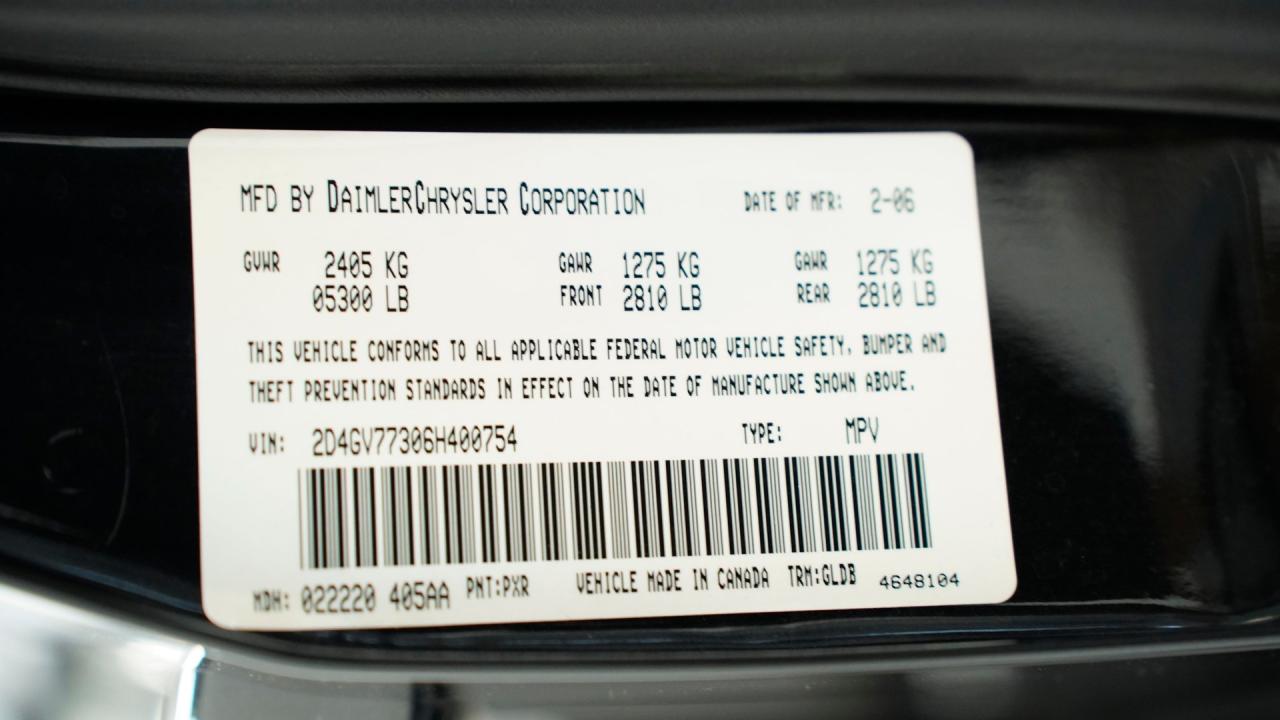 MFD BY DAIMLERCHRYSLER CORPORATION DATE OF MFR: 2-06
GVWR 2405 KG GAWR 1275 KG GAWR 1275 KG
05300 LB FRONT 2810 LB REAR 2810 LB
THIS VEHICLE CONFORMS TO ALL APPLICABLE FEDERAL MOTOR VEHICLE SAFETY, BUMPER AND
THEFT PREVENTION STANDARDS IN EFFECT ON THE DATE OF MANUFACTURE SHOWN ABOVE.
VIN: 2D4GV77306H400754 TYPE: MPV
MDH: 022220 405AA PNT:PXR VEHICLE MADE IN CANADA TRM:GLDB 4648104